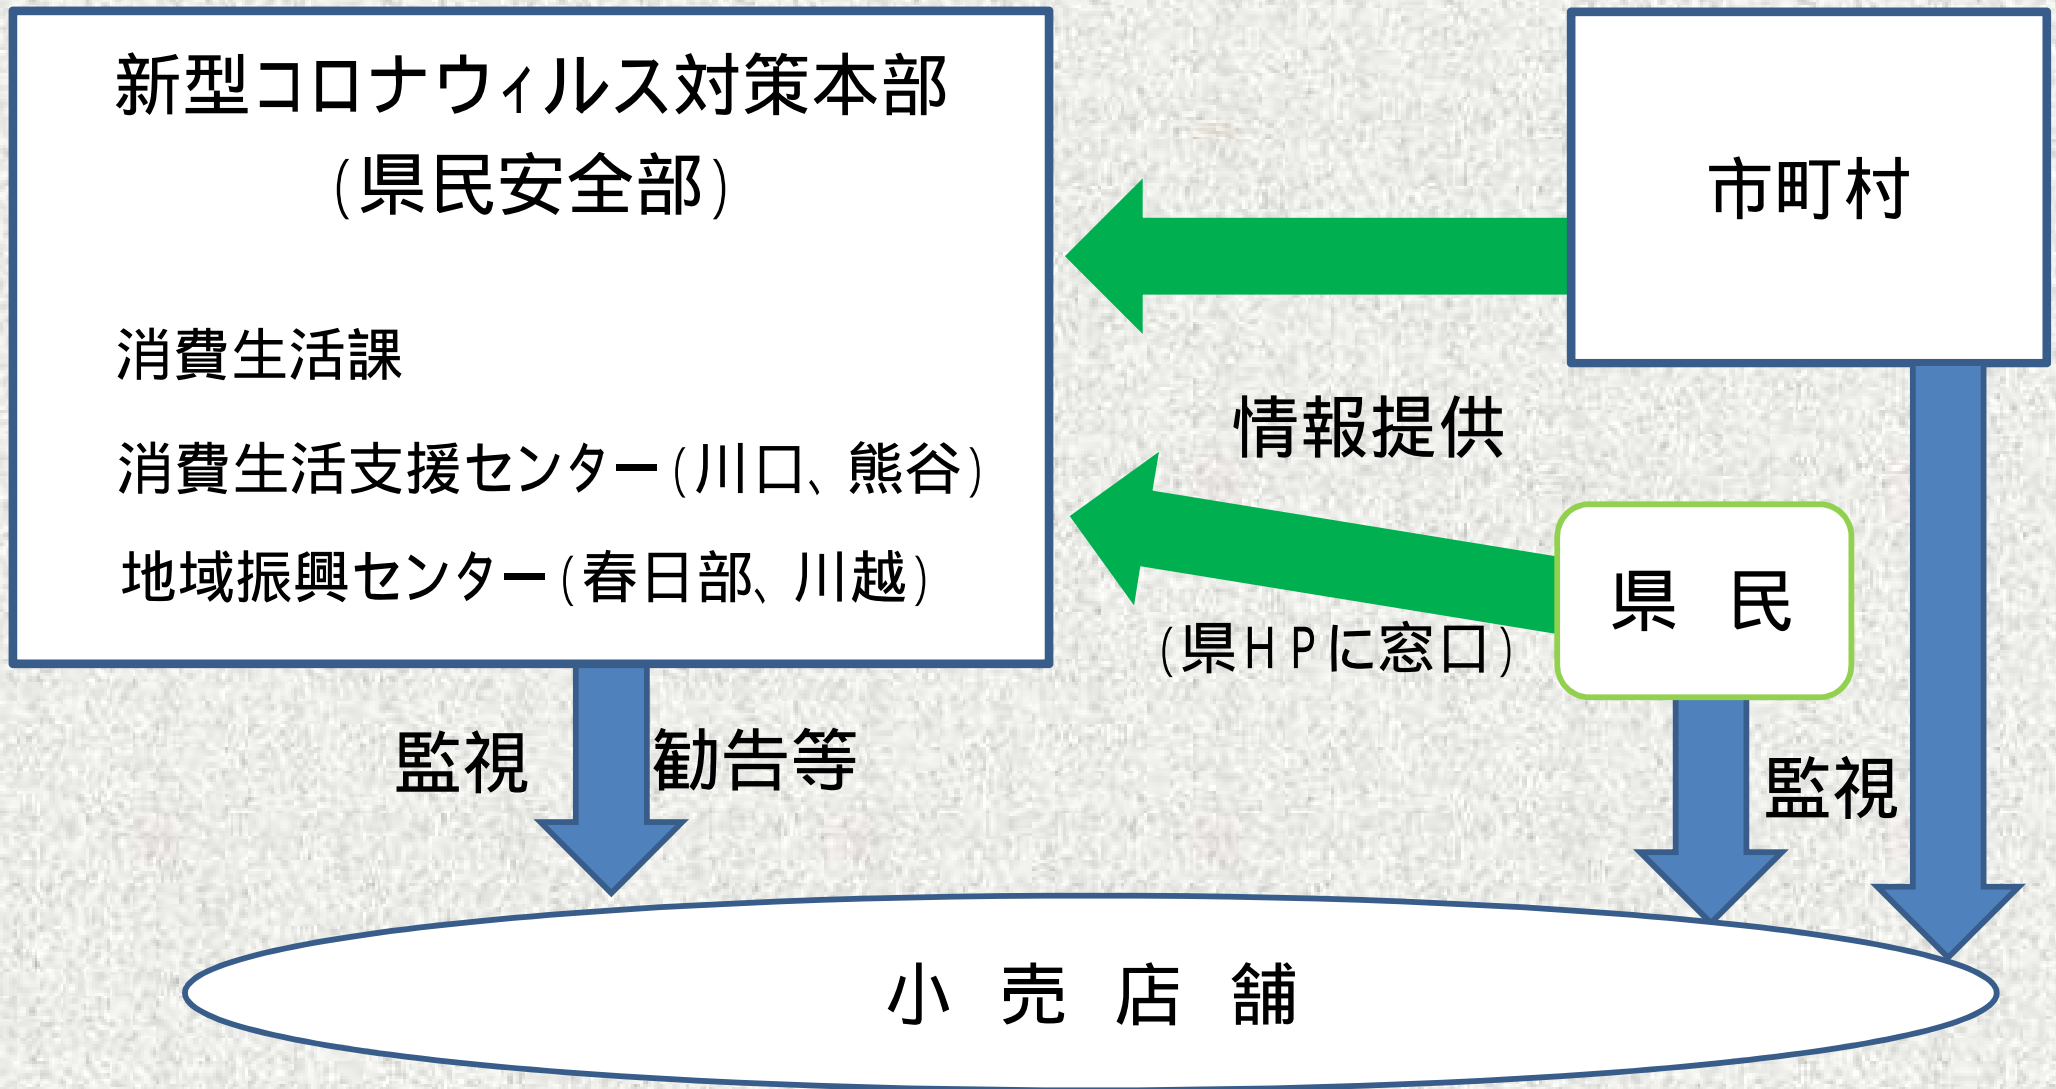 新型コロナウィルス対策本部
(県民安全部)
消費生活課
消費生活支援センター(川口、熊谷)
地域振興センター(春日部、川越)
市町村
情報提供
県 民
(県HPに窓口)
監視
勧告等
監視
小 売 店 舗